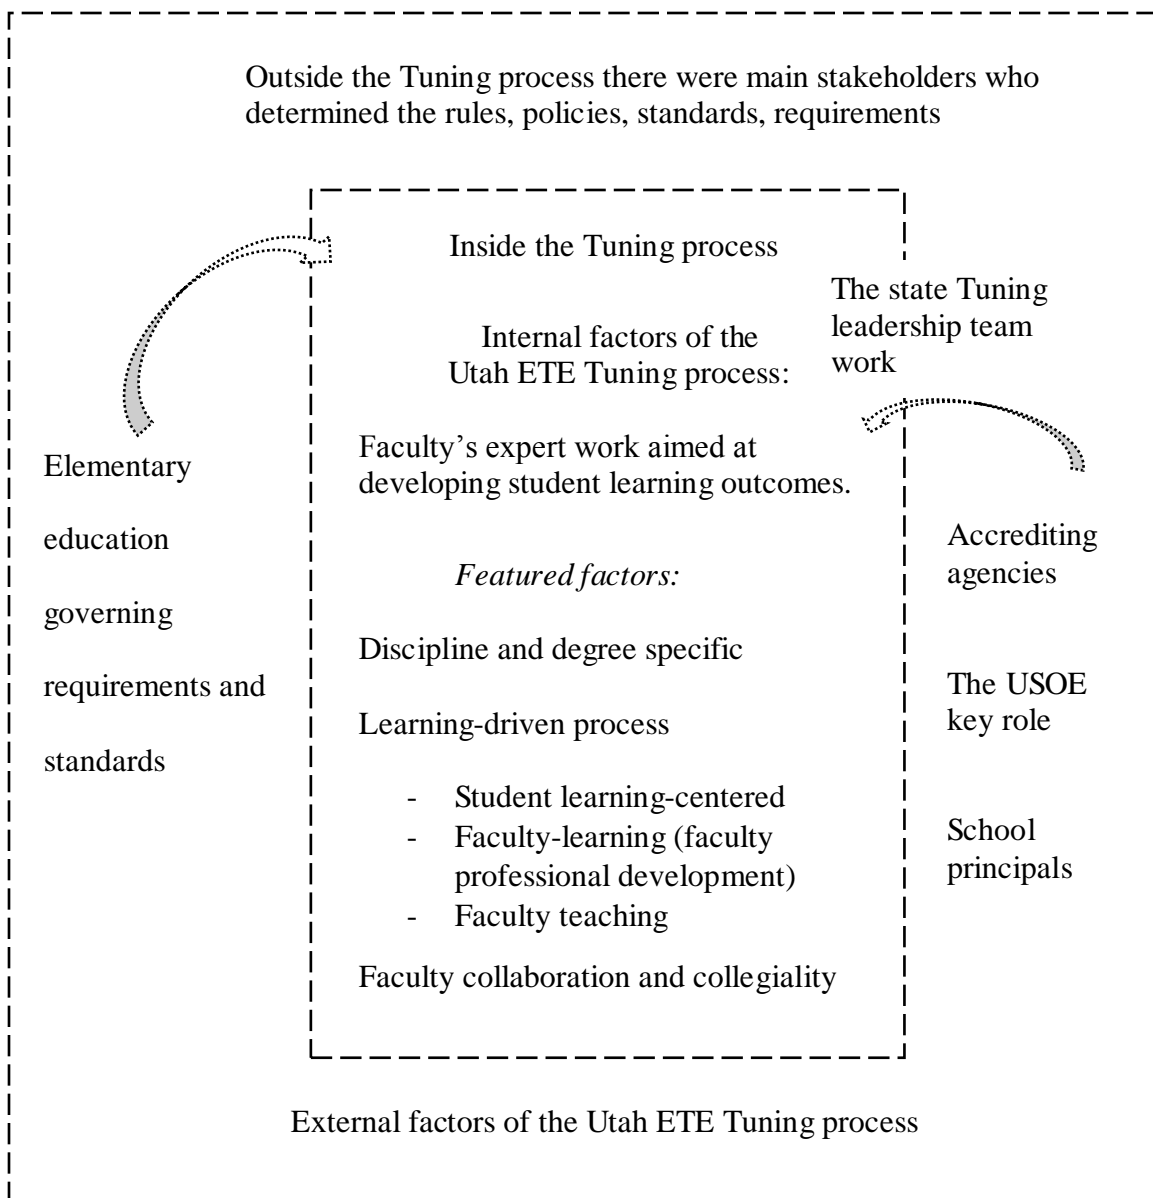 Outside the Tuning process there were main stakeholders who
determined the rules, policies, standards, requirements
Inside the Tuning process
The state Tuning
leadership team
work
Internal factors of the
Utah ETE Tuning process:
Faculty’s expert work aimed at
developing student learning outcomes.
Elementary
education
governing
requirements and
standards
Featured factors:
Discipline and degree specific
Learning-driven process
- Student learning-centered
- Faculty-learning (faculty
professional development)
- Faculty teaching
Faculty collaboration and collegiality
Accrediting
agencies
The USOE
key role
School
principals
External factors of the Utah ETE Tuning process